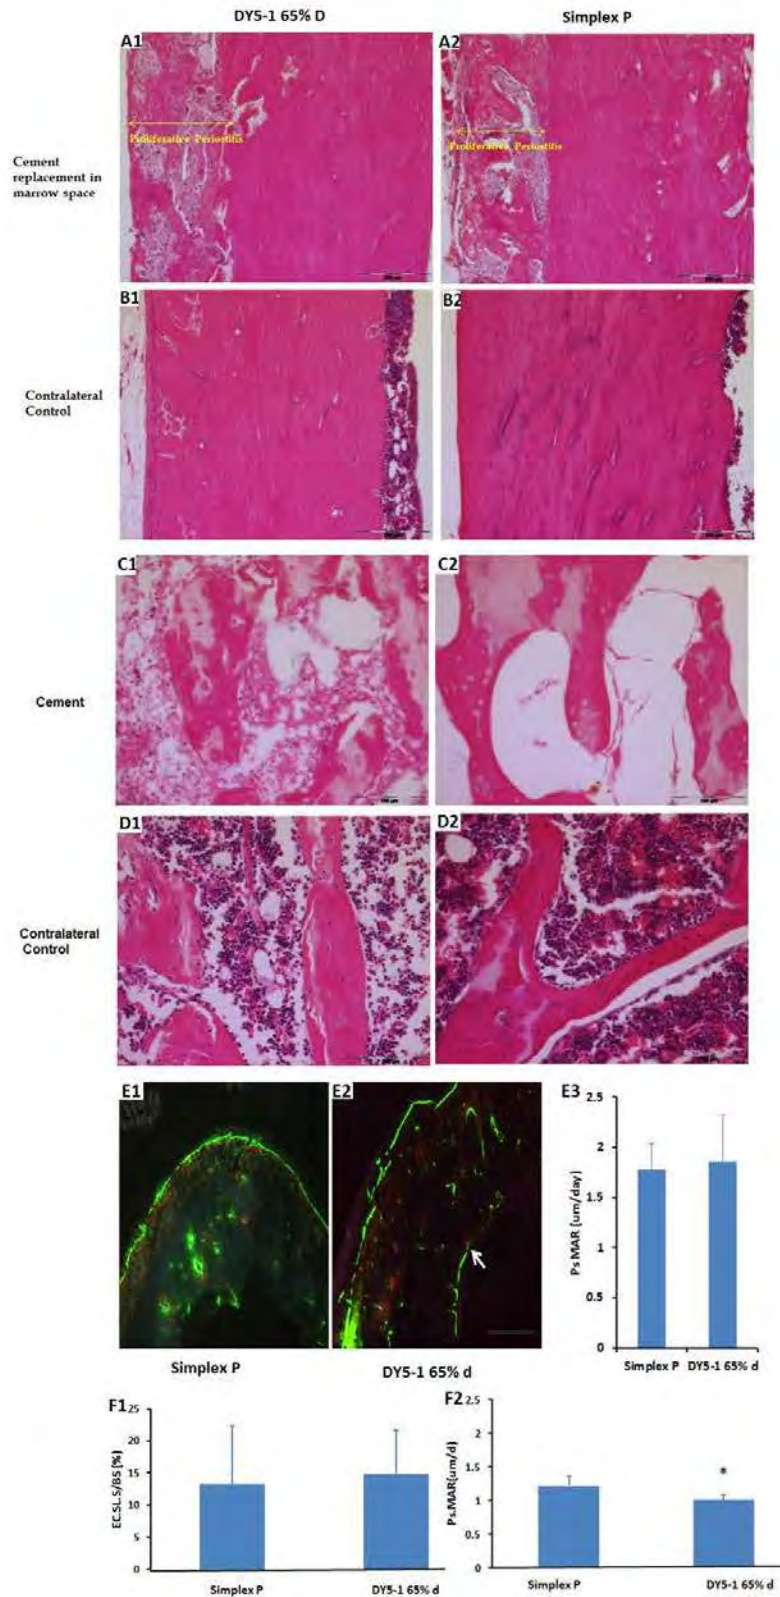 DY5-1 65% D
Simplex P
A1
A2
Proliferative Periostitis
Proliferative Periostitis
Cement
replacement in
marrow space
B1
B2
Contralateral
Control
C1
C2
Cement
D1
D2
Contralateral
Control
E1
E2
E3
2.5
2
1.5
1
0.5
0
Ps MAR (um/day)
Simplex P
DY5-1 65% d
Simplex P
DY5-1 65% d
F1
25
20
15
10
5
0
EC.SL.S/BS (%)
Simplex P
DY5-1 65% d
F2
2.5
2
1.5
1
0.5
0
Ps.MAR(um/d)
*
Simplex P
DY5-1 65% d